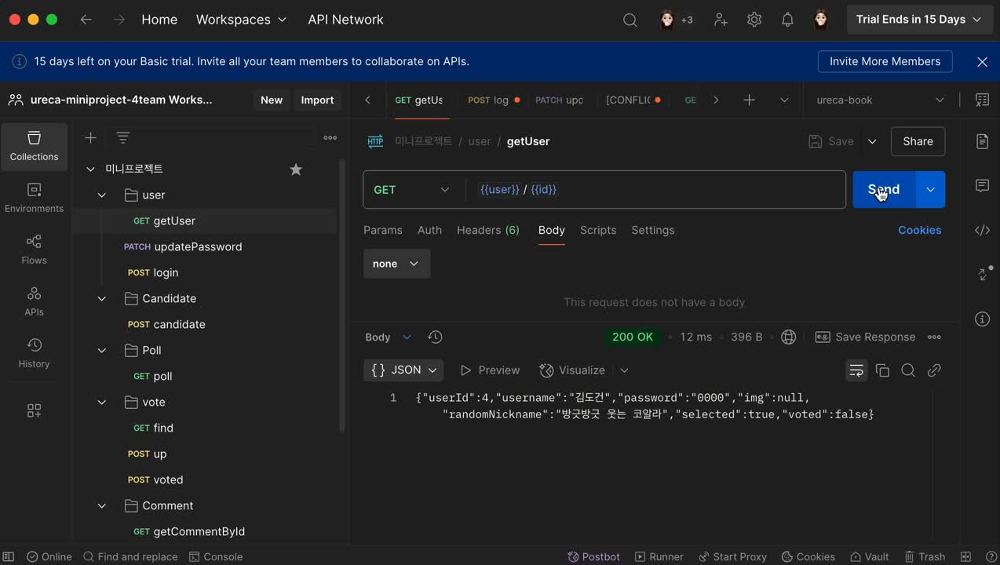 Home
Workspaces
API Network
+3
Trial Ends in 15 Days
15 days left on your Basic trial. Invite all your team members to collaborate on APIs.
Invite More Members
ureca-miniproject-4team Works...
New
Import
GET getUs
POST log
PATCH upd
[CONFLIC
GE
ureca-book
Collections
Environments
Flows
APIs
History
미니프로젝트
user
GET getUser
PATCH updatePassword
POST login
Candidate
POST candidate
Poll
GET poll
vote
GET find
POST up
POST voted
Comment
GET getCommentById
HTTP 미니프로젝트 / user / getUser
Save
Share
GET
{{user}} / {{id}}
Send
Params Auth Headers (6) Body Scripts Settings
Cookies
none
This request does not have a body
Body
200 OK
12 ms
396 B
e.g. Save Response
{} JSON
Preview
Visualize
1 {"userId":4,"username":"김도건","password":"0000","img":null,
"randomNickname":"방긋방긋 웃는 코알라","selected":true,"voted":false}
Online
Find and replace
Console
Postbot
Runner
Start Proxy
Cookies
Vault
Trash